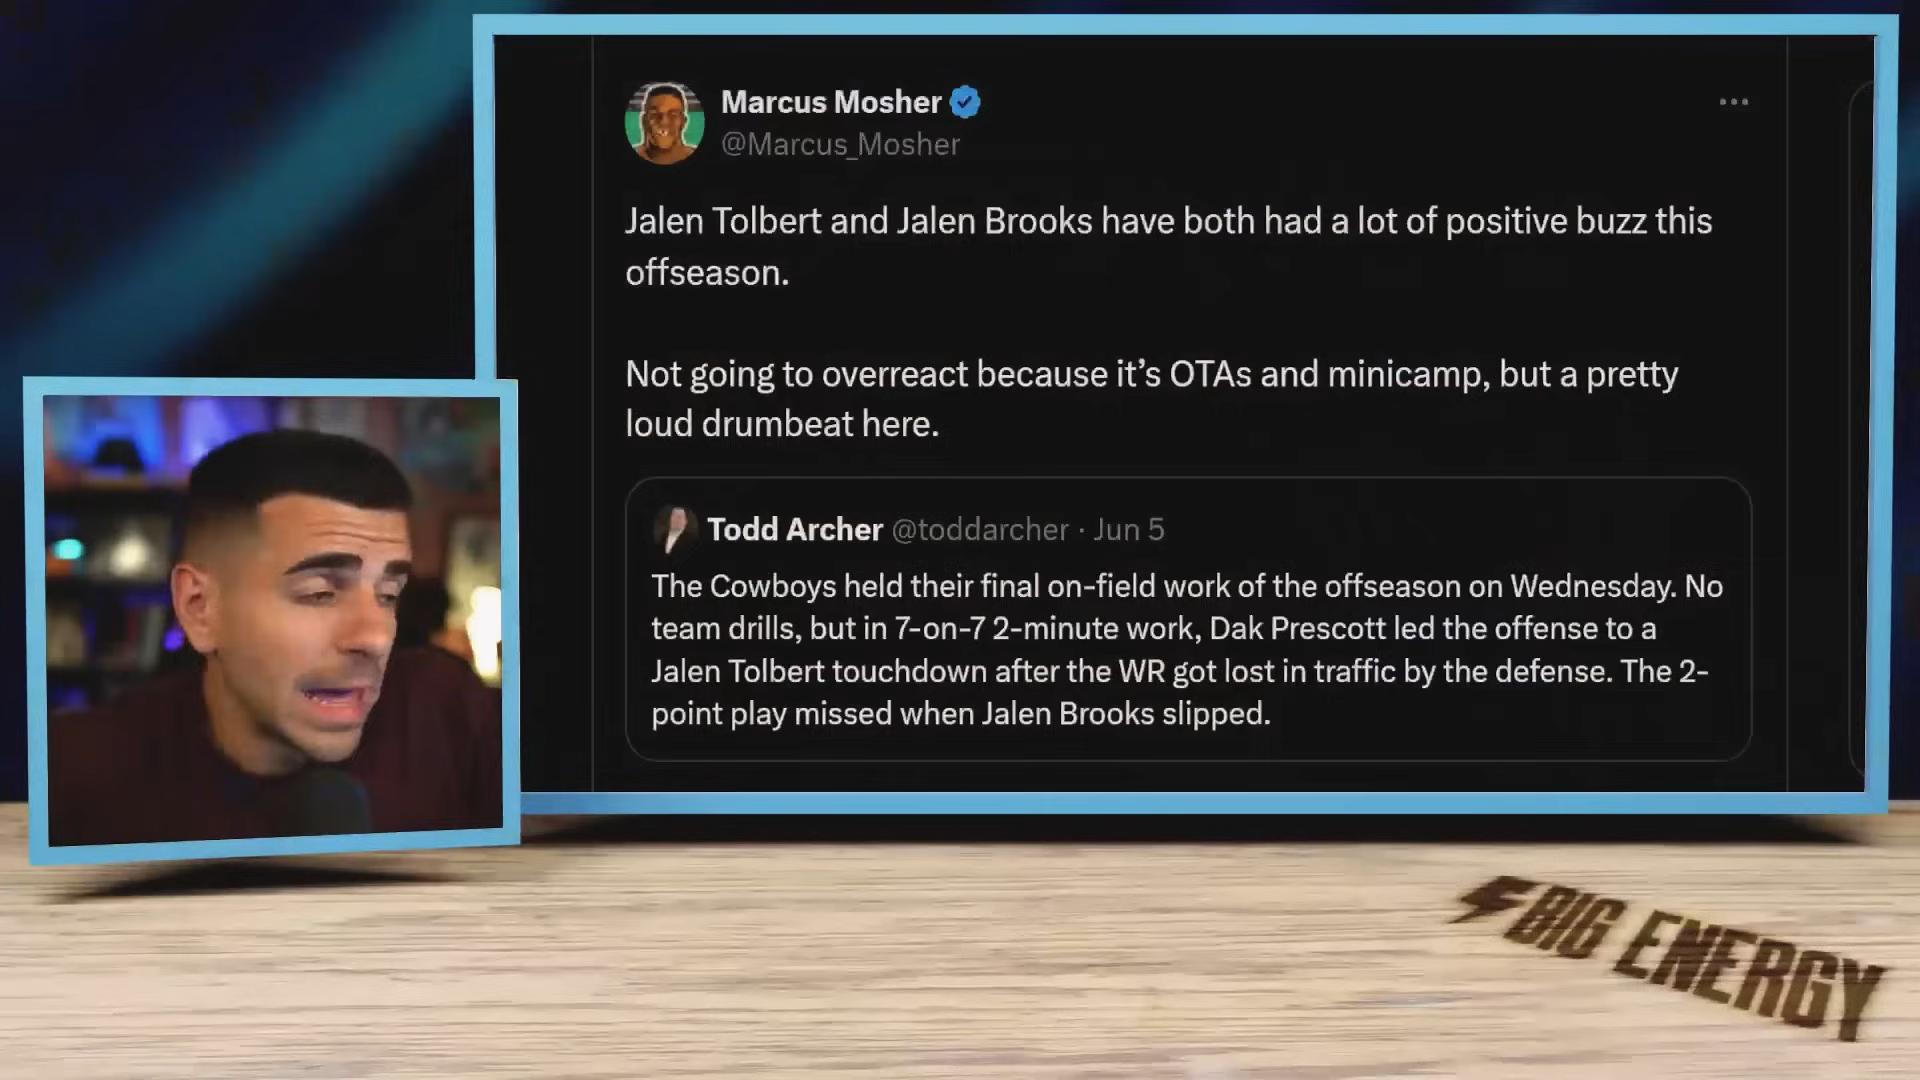 Marcus Mosher
@Marcus_Mosher
Jalen Tolbert and Jalen Brooks have both had a lot of positive buzz this
offseason.
Not going to overreact because it’s OTAs and minicamp, but a pretty
loud drumbeat here.
Todd Archer @toddarcher · Jun 5
The Cowboys held their final on-field work of the offseason on Wednesday. No
team drills, but in 7-on-7 2-minute work, Dak Prescott led the offense to a
Jalen Tolbert touchdown after the WR got lost in traffic by the defense. The 2-
point play missed when Jalen Brooks slipped.
BIG ENERGY